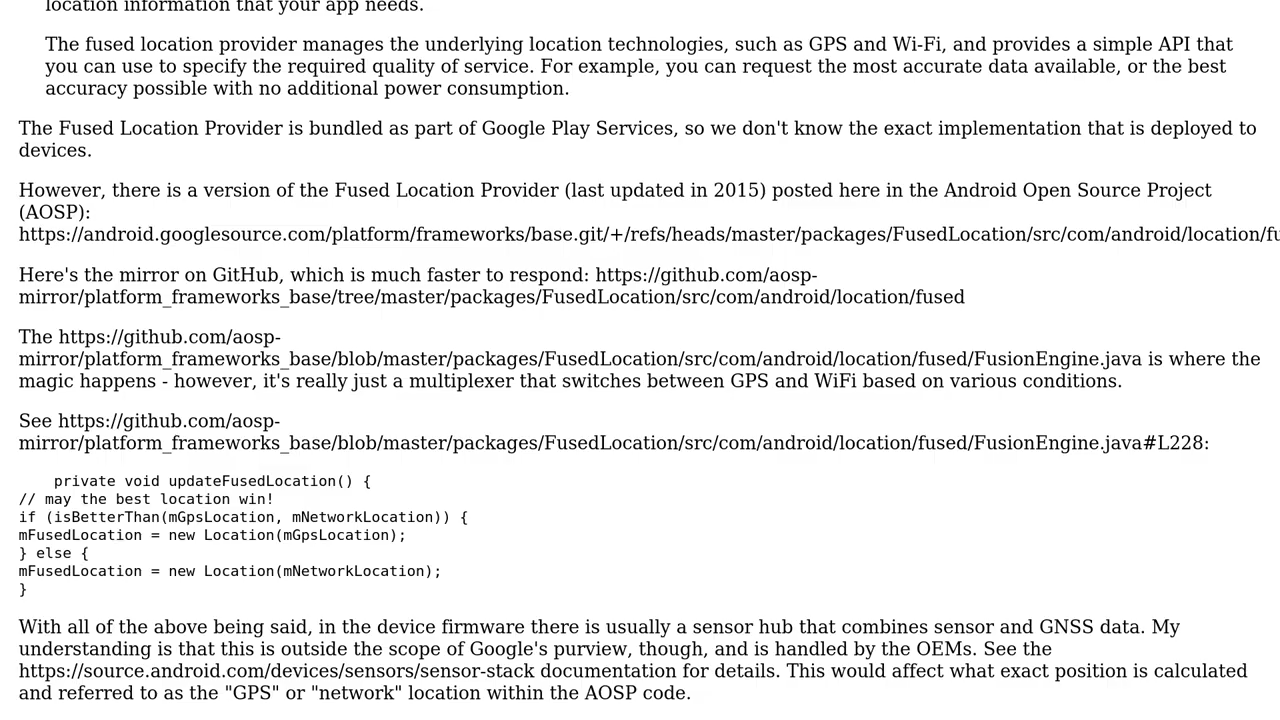 location information that your app needs.
The fused location provider manages the underlying location technologies, such as GPS and Wi-Fi, and provides a simple API that
you can use to specify the required quality of service. For example, you can request the most accurate data available, or the best
accuracy possible with no additional power consumption.
The Fused Location Provider is bundled as part of Google Play Services, so we don't know the exact implementation that is deployed to
devices.
However, there is a version of the Fused Location Provider (last updated in 2015) posted here in the Android Open Source Project
(AOSP):
https://android.googlesource.com/platform/frameworks/base.git/+/refs/heads/master/packages/FusedLocation/src/com/android/location/fu
Here's the mirror on GitHub, which is much faster to respond: https://github.com/aosp-
mirror/platform_frameworks_base/tree/master/packages/FusedLocation/src/com/android/location/fused
The https://github.com/aosp-
mirror/platform_frameworks_base/blob/master/packages/FusedLocation/src/com/android/location/fused/FusionEngine.java is where the
magic happens - however, it's really just a multiplexer that switches between GPS and WiFi based on various conditions.
See https://github.com/aosp-
mirror/platform_frameworks_base/blob/master/packages/FusedLocation/src/com/android/location/fused/FusionEngine.java#L228:
    private void updateFusedLocation() {
// may the best location win!
if (isBetterThan(mGpsLocation, mNetworkLocation)) {
mFusedLocation = new Location(mGpsLocation);
} else {
mFusedLocation = new Location(mNetworkLocation);
}
With all of the above being said, in the device firmware there is usually a sensor hub that combines sensor and GNSS data. My
understanding is that this is outside the scope of Google's purview, though, and is handled by the OEMs. See the
https://source.android.com/devices/sensors/sensor-stack documentation for details. This would affect what exact position is calculated
and referred to as the "GPS" or "network" location within the AOSP code.